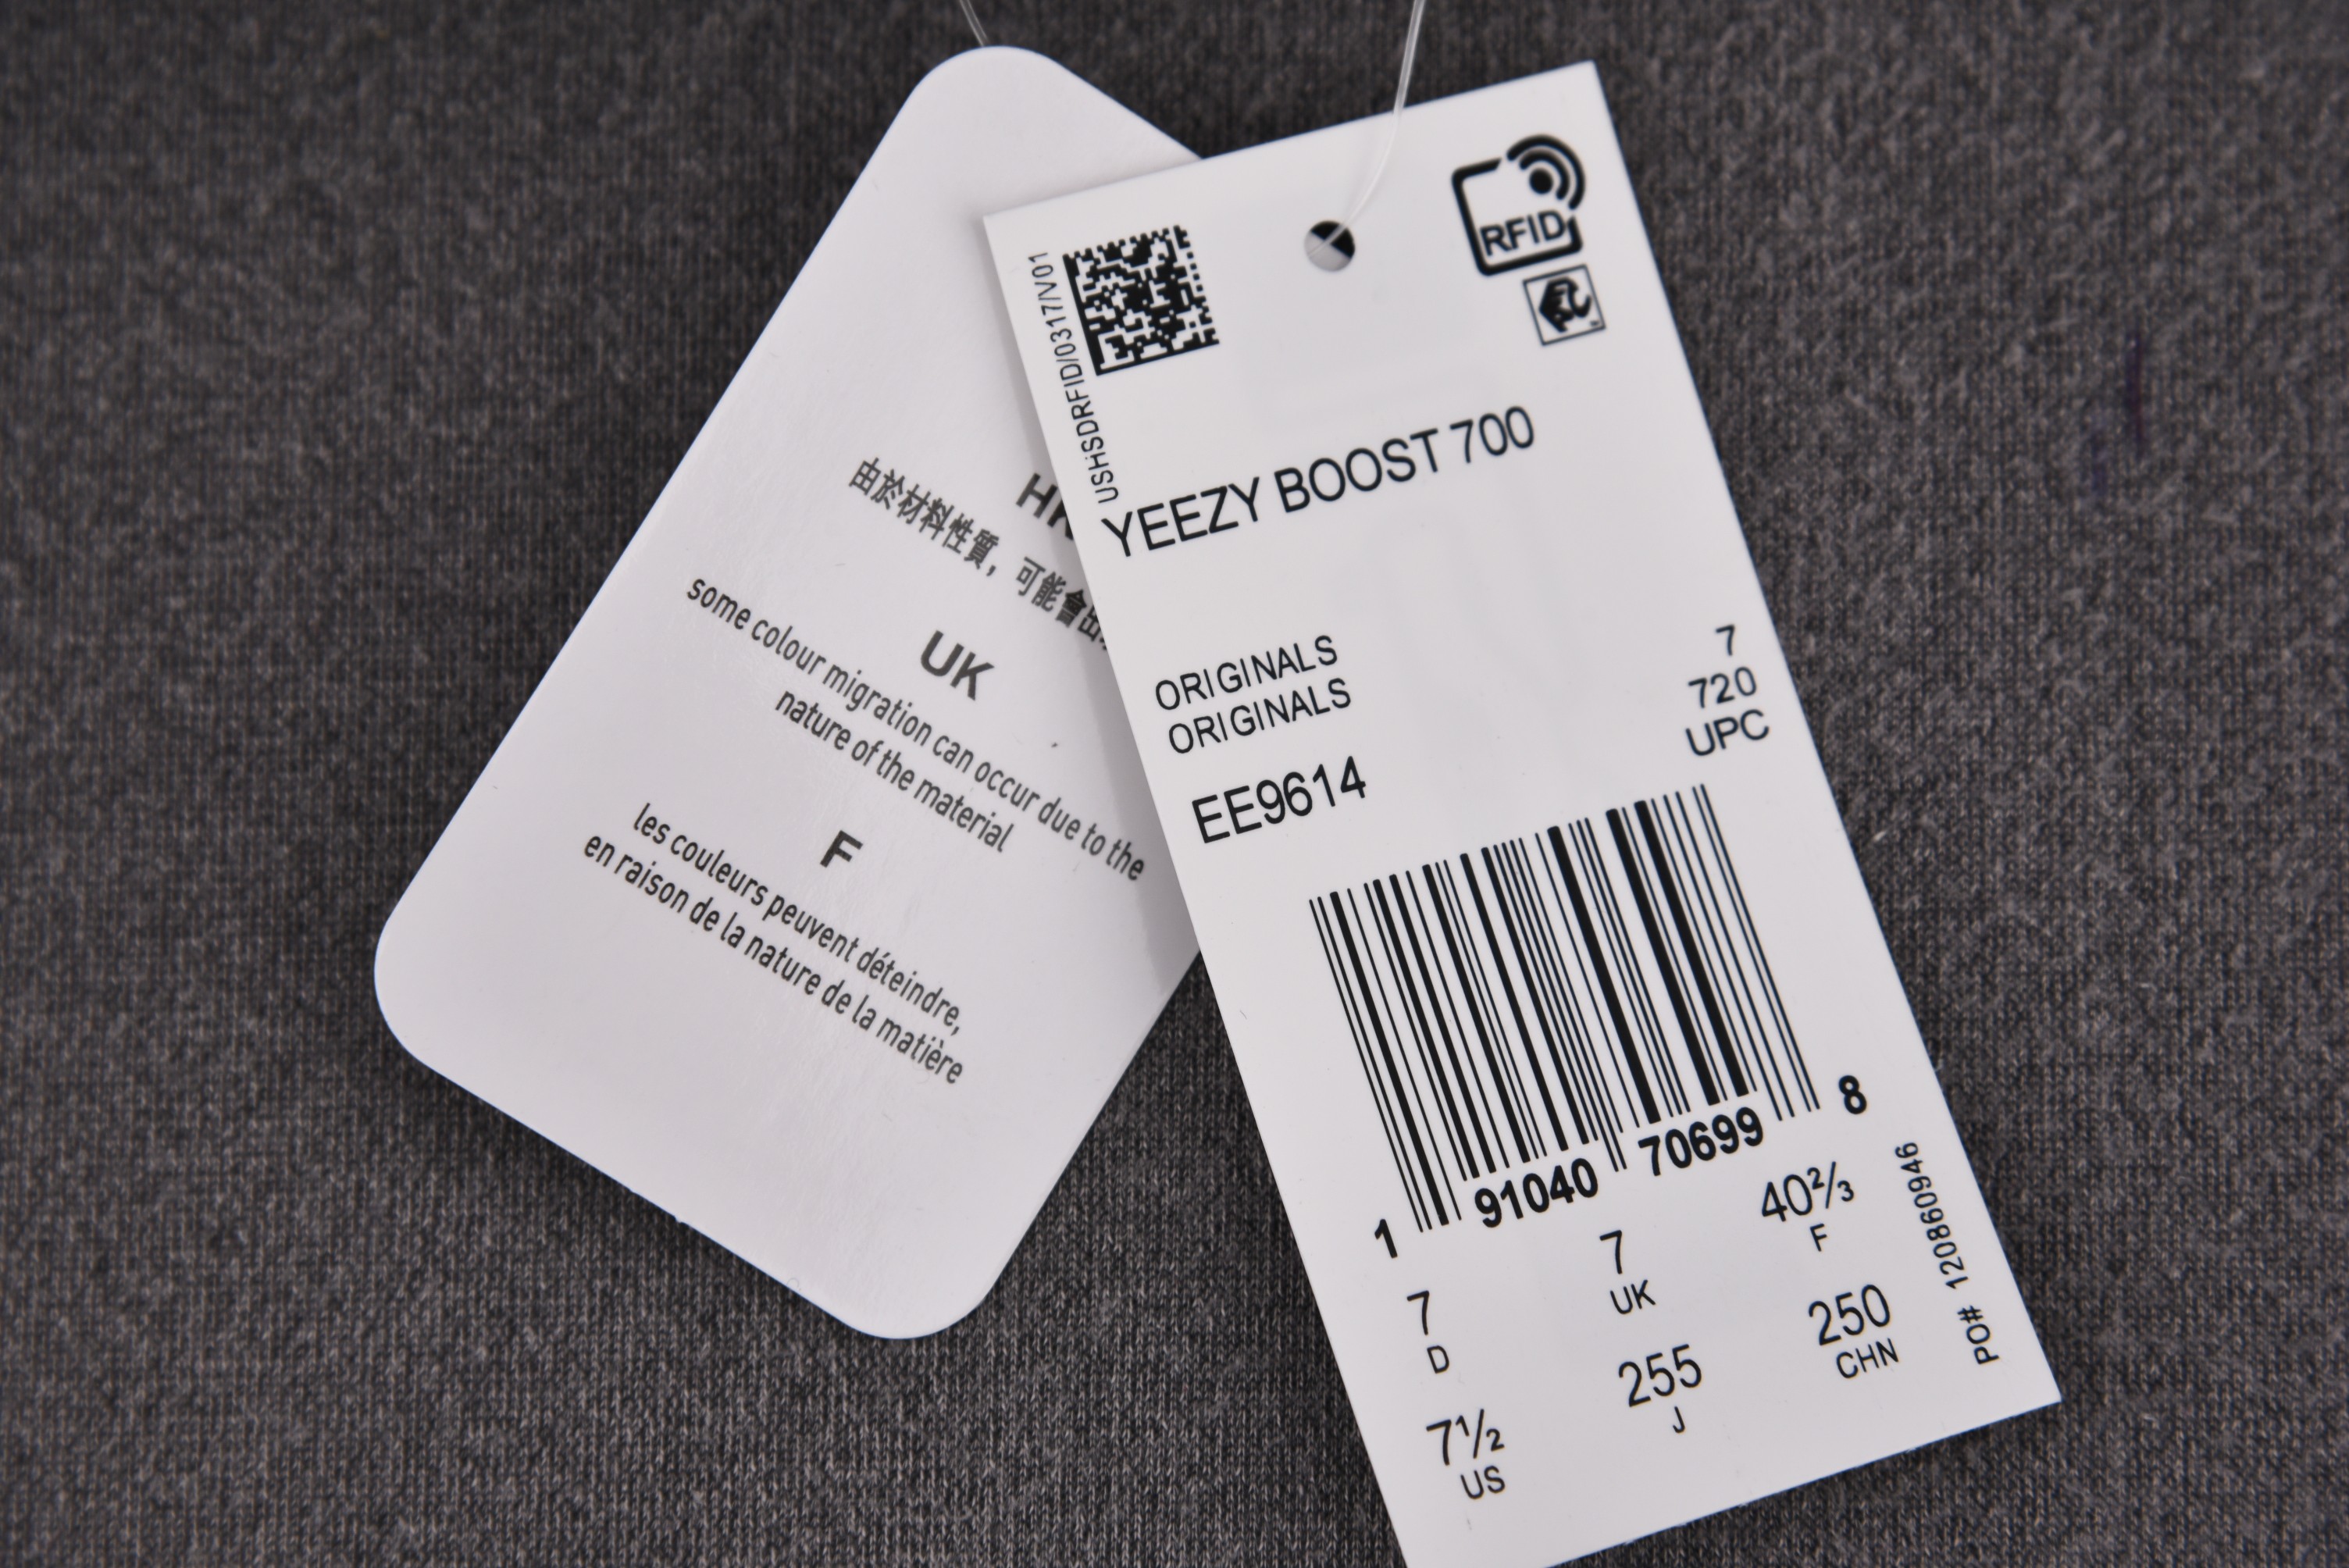 由於材料性質，可能會出
UK
some colour migration can occur due to the
nature of the material
F
les couleurs peuvent déteindre,
en raison de la nature de la matière
RFID
USHSDRFID/0317/V01
YEEZY BOOST 700
ORIGINALS
ORIGINALS
7
720
UPC
EE9614
1 91040 70699 8
7
D
7
UK
40⅔
F
7½
US
255
J
250
CHN
PO# 1208609946